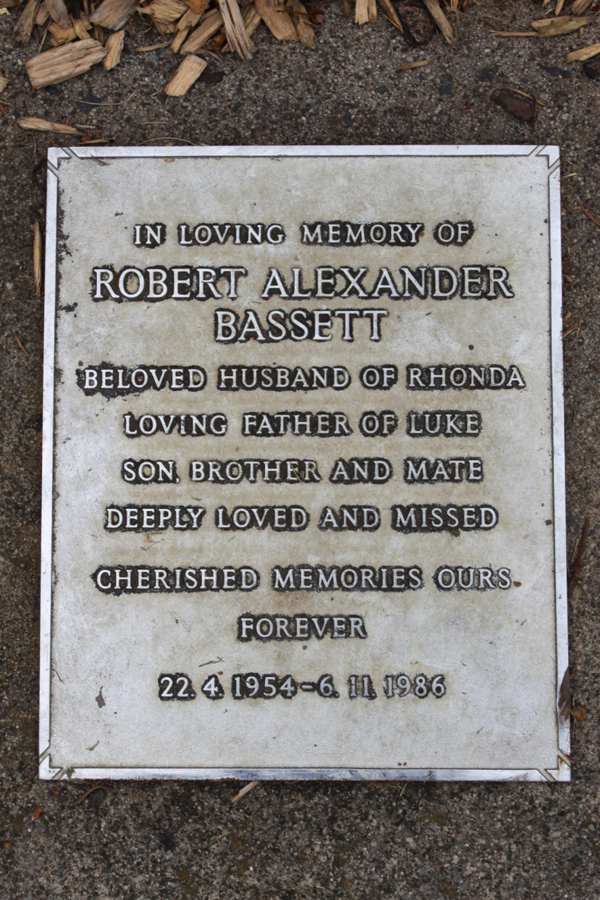 IN LOVING MEMORY OF
ROBERT ALEXANDER
BASSETT
BELOVED HUSBAND OF RHONDA
LOVING FATHER OF LUKE
SON, BROTHER AND MATE
DEEPLY LOVED AND MISSED
CHERISHED MEMORIES OURS
FOREVER
22. 4. 1954-6. 11. 1986